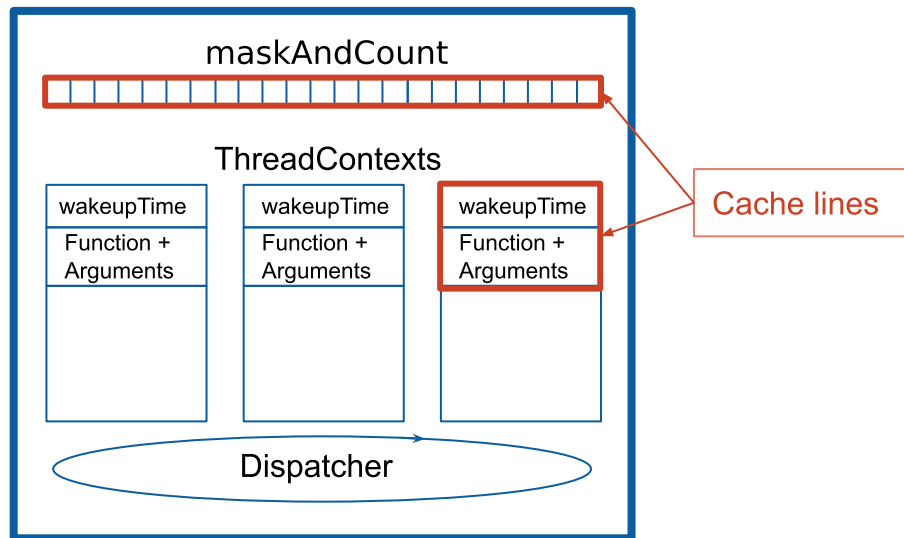 maskAndCount
ThreadContexts
wakeupTime
Function +
Arguments
wakeupTime
Function +
Arguments
wakeupTime
Function +
Arguments
Cache lines
Dispatcher